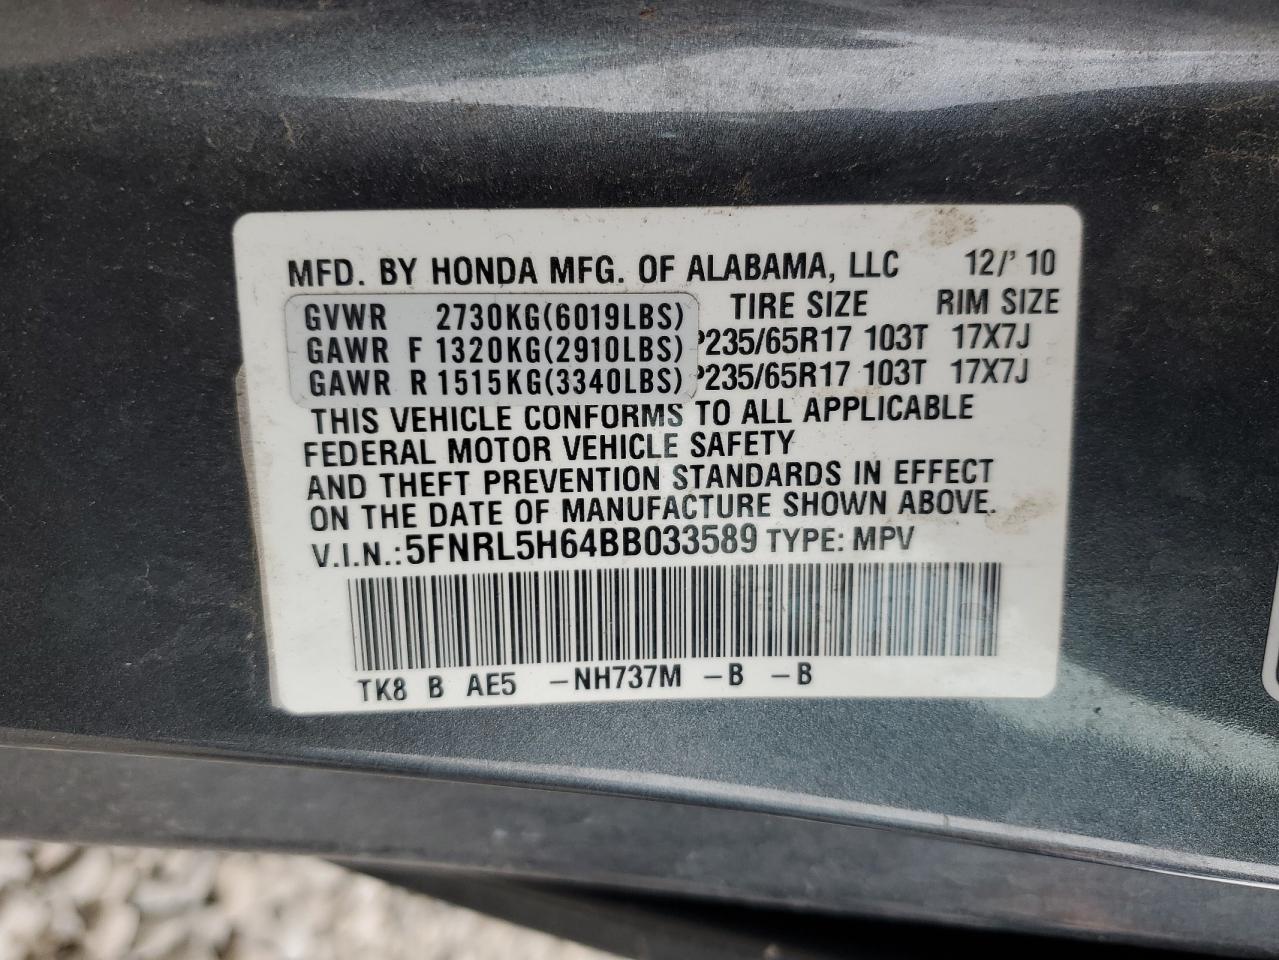 MFD. BY HONDA MFG. OF ALABAMA, LLC 12/' 10
TIRE SIZE RIM SIZE
GVWR 2730KG(6019LBS)
GAWR F 1320KG(2910LBS) P235/65R17 103T 17X7J
GAWR R 1515KG(3340LBS) P235/65R17 103T 17X7J
THIS VEHICLE CONFORMS TO ALL APPLICABLE
FEDERAL MOTOR VEHICLE SAFETY
AND THEFT PREVENTION STANDARDS IN EFFECT
ON THE DATE OF MANUFACTURE SHOWN ABOVE.
V.I.N.: 5FNRL5H64BB033589 TYPE: MPV
TK8 B AE5 -NH737M -B -B